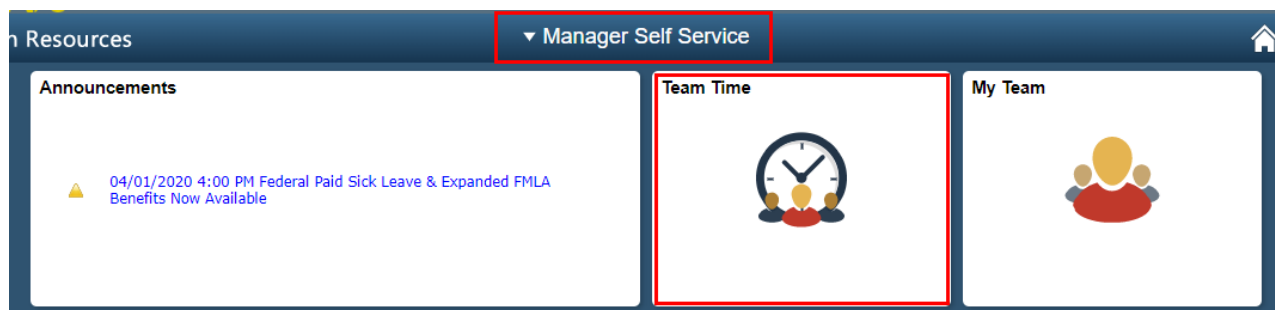 Resources
▾ Manager Self Service
Announcements
Team Time
My Team
04/01/2020 4:00 PM Federal Paid Sick Leave & Expanded FMLA
Benefits Now Available